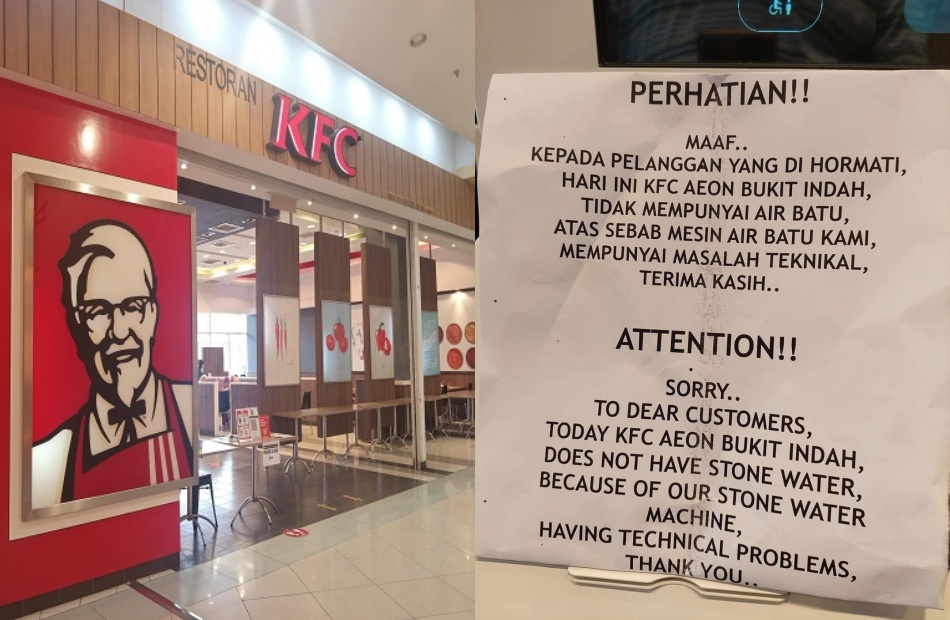 RESTORAN
KFC
PERHATIAN!!
MAAF..
KEPADA PELANGGAN YANG DI HORMATI,
HARI INI KFC AEON BUKIT INDAH,
TIDAK MEMPUNYAI AIR BATU,
ATAS SEBAB MESIN AIR BATU KAMI,
MEMPUNYAI MASALAH TEKNIKAL,
TERIMA KASIH..
ATTENTION!!
SORRY..
TO DEAR CUSTOMERS,
TODAY KFC AEON BUKIT INDAH,
DOES NOT HAVE STONE WATER,
BECAUSE OF OUR STONE WATER
MACHINE,
HAVING TECHNICAL PROBLEMS,
THANK YOU..